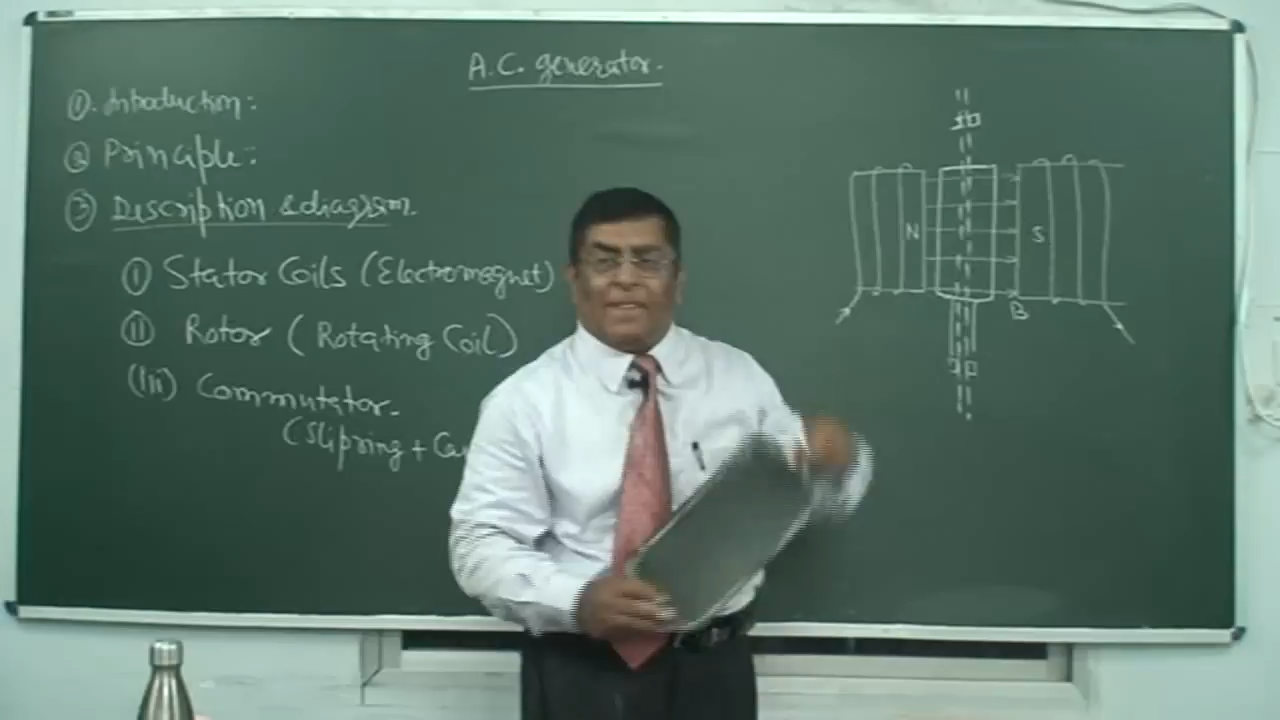 A.C. generator.
①. Introduction:
② Principle:
③ Description & diagram.
① Stator Coils (Electromagnet)
⑪ Rotor (Rotating Coil)
(iii) Commutator.
(Slipring + Ca
N
S
B